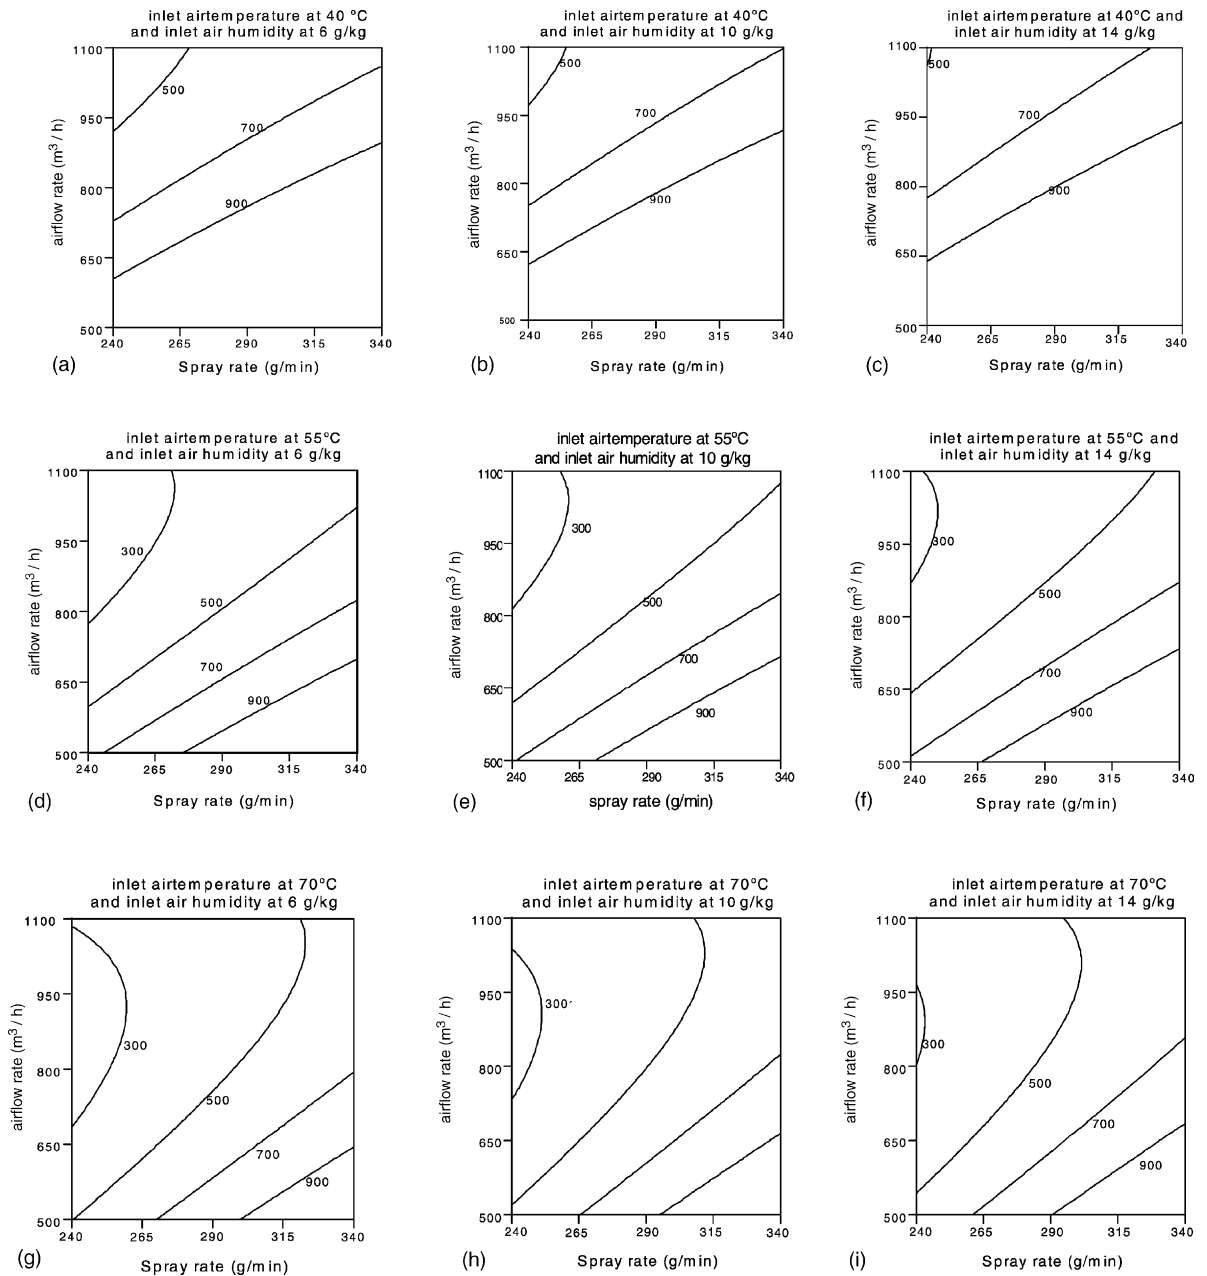 inlet airtemperature at 40 °C
and inlet air humidity at 6 g/kg
1100
950
800
650
500
240 265 290 315 340
airflow rate (m³ / h)
500
700
900
Spray rate (g/min)
(a)
inlet airtemperature at 40°C
and inlet air humidity at 10 g/kg
1100
950
800
650
500
240 265 290 315 340
airflow rate (m³ / h)
500
700
900
Spray rate (g/min)
(b)
inlet airtemperature at 40°C and
inlet air humidity at 14 g/kg
1100
950
800
650
500
240 265 290 315 340
airflow rate (m³ / h)
500
700
900
Spray rate (g/min)
(c)
inlet airtemperature at 55°C
and inlet air humidity at 6 g/kg
1100
950
800
650
500
240 265 290 315 340
airflow rate (m³ / h)
300
500
700
900
Spray rate (g/min)
(d)
inlet airtemperature at 55°C
and inlet air humidity at 10 g/kg
1100
950
800
650
500
240 265 290 315 340
airflow rate (m³ / h)
300
500
700
900
spray rate (g/min)
(e)
inlet airtemperature at 55°C and
inlet air humidity at 14 g/kg
1100
950
800
650
500
240 265 290 315 340
airflow rate (m³ / h)
300
500
700
900
Spray rate (g/min)
(f)
inlet airtemperature at 70°C
and inlet air humidity at 6 g/kg
1100
950
800
650
500
240 265 290 315 340
airflow rate (m³ / h)
300
500
700
900
Spray rate (g/min)
(g)
inlet airtemperature at 70°C
and inlet air humidity at 10 g/kg
1100
950
800
650
500
240 265 290 315 340
airflow rate (m³ / h)
300
Spray rate (g/min)
(h)
inlet airtemperature at 70°C
and inlet air humidity at 14 g/kg
1100
950
800
650
500
240 265 290 315 340
airflow rate (m³ / h)
300
500
700
900
Spray rate (g/min)
(i)